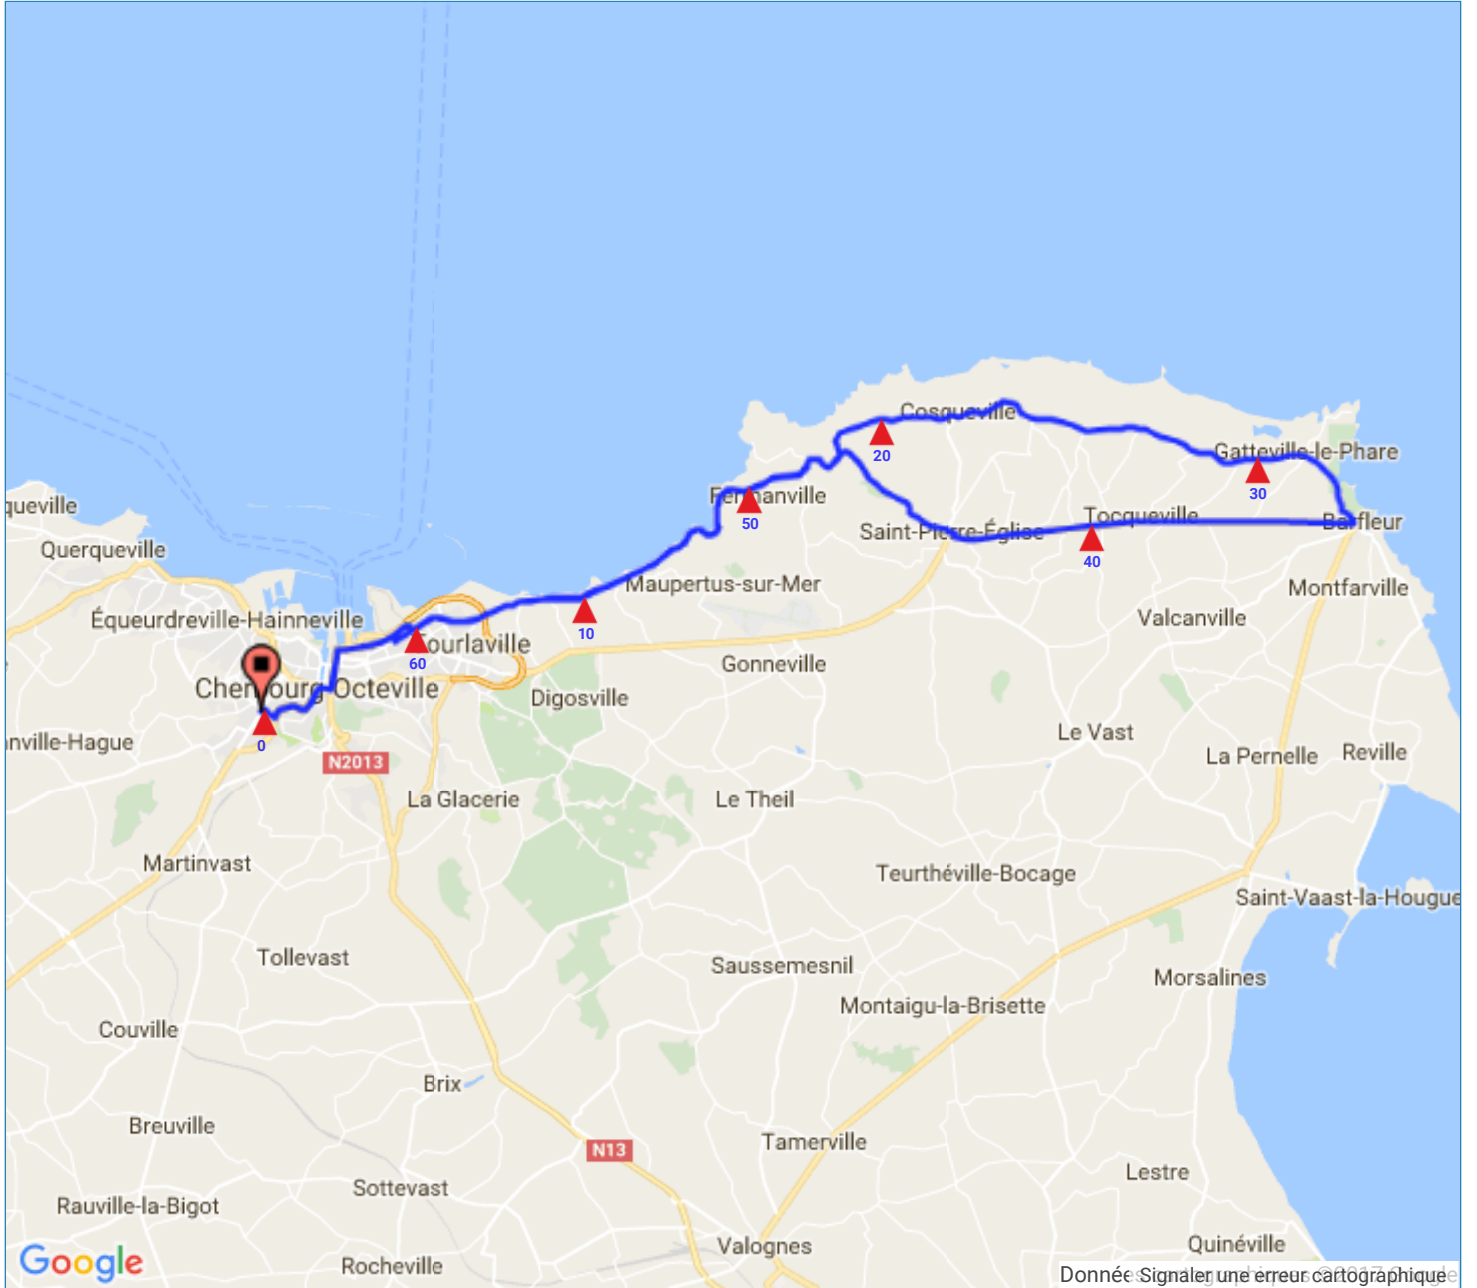 Cosqueville
Gatteville-le-Phare
20
30
queville
Fermanville
50
Tocqueville
Barfleur
Saint-Pierre-Église
40
Querqueville
Maupertus-sur-Mer
Montfarville
Équeurdreville-Hainneville
10
Valcanville
Tourlaville
60
Gonneville
Cherbourg-Octeville
Digosville
0
nville-Hague
Le Vast
La Pernelle
Reville
N2013
La Glacerie
Le Theil
Martinvast
Teurthéville-Bocage
Saint-Vaast-la-Hougue
Tollevast
Saussemesnil
Morsalines
Montaigu-la-Brisette
Couville
Brix
Breuville
Tamerville
N13
Lestre
Sottevast
Rauville-la-Bigot
Valognes
Quinéville
Google
Rocheville
Donnée Signaler une erreur cartographique